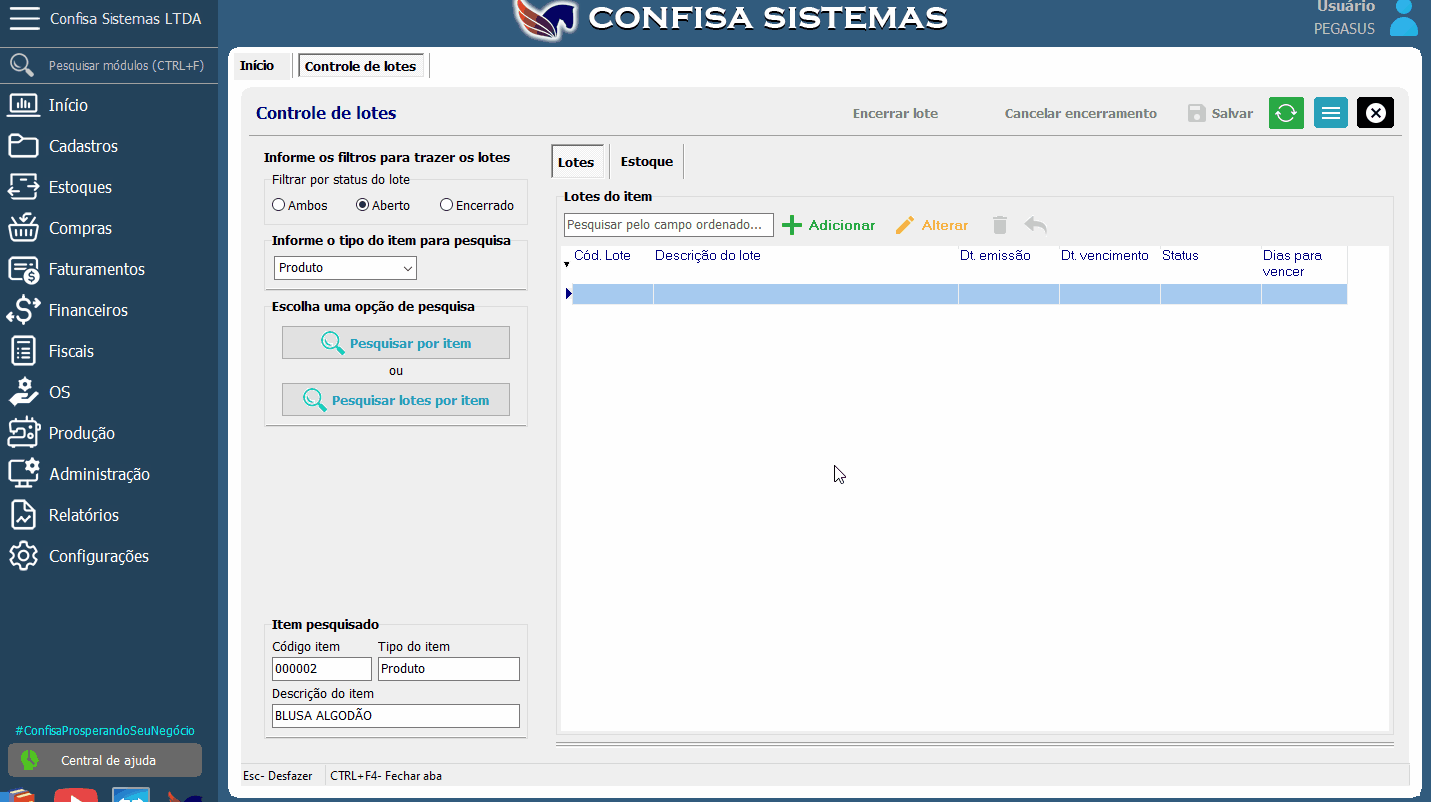 Confisa Sistemas LTDA
Pesquisar módulos (CTRL+F)
Início
Cadastros
Estoques
Compras
Faturamentos
Financeiros
Fiscais
OS
Produção
Administração
Relatórios
Configurações
#ConfisaProsperandoSeuNegócio
Central de ajuda
CONFISA SISTEMAS
Usuário
PEGASUS
Início
Controle de lotes
Controle de lotes
Encerrar lote
Cancelar encerramento
Salvar
Informe os filtros para trazer os lotes
Filtrar por status do lote
Ambos
Aberto
Encerrado
Informe o tipo do item para pesquisa
Produto
Escolha uma opção de pesquisa
Pesquisar por item
ou
Pesquisar lotes por item
Item pesquisado
Código item
Tipo do item
000002
Produto
Descrição do item
BLUSA ALGODÃO
Lotes
Estoque
Lotes do item
Pesquisar pelo campo ordenado...
Adicionar
Alterar
Cód. Lote
Descrição do lote
Dt. emissão
Dt. vencimento
Status
Dias para
vencer
Esc- Desfazer
CTRL+F4- Fechar aba